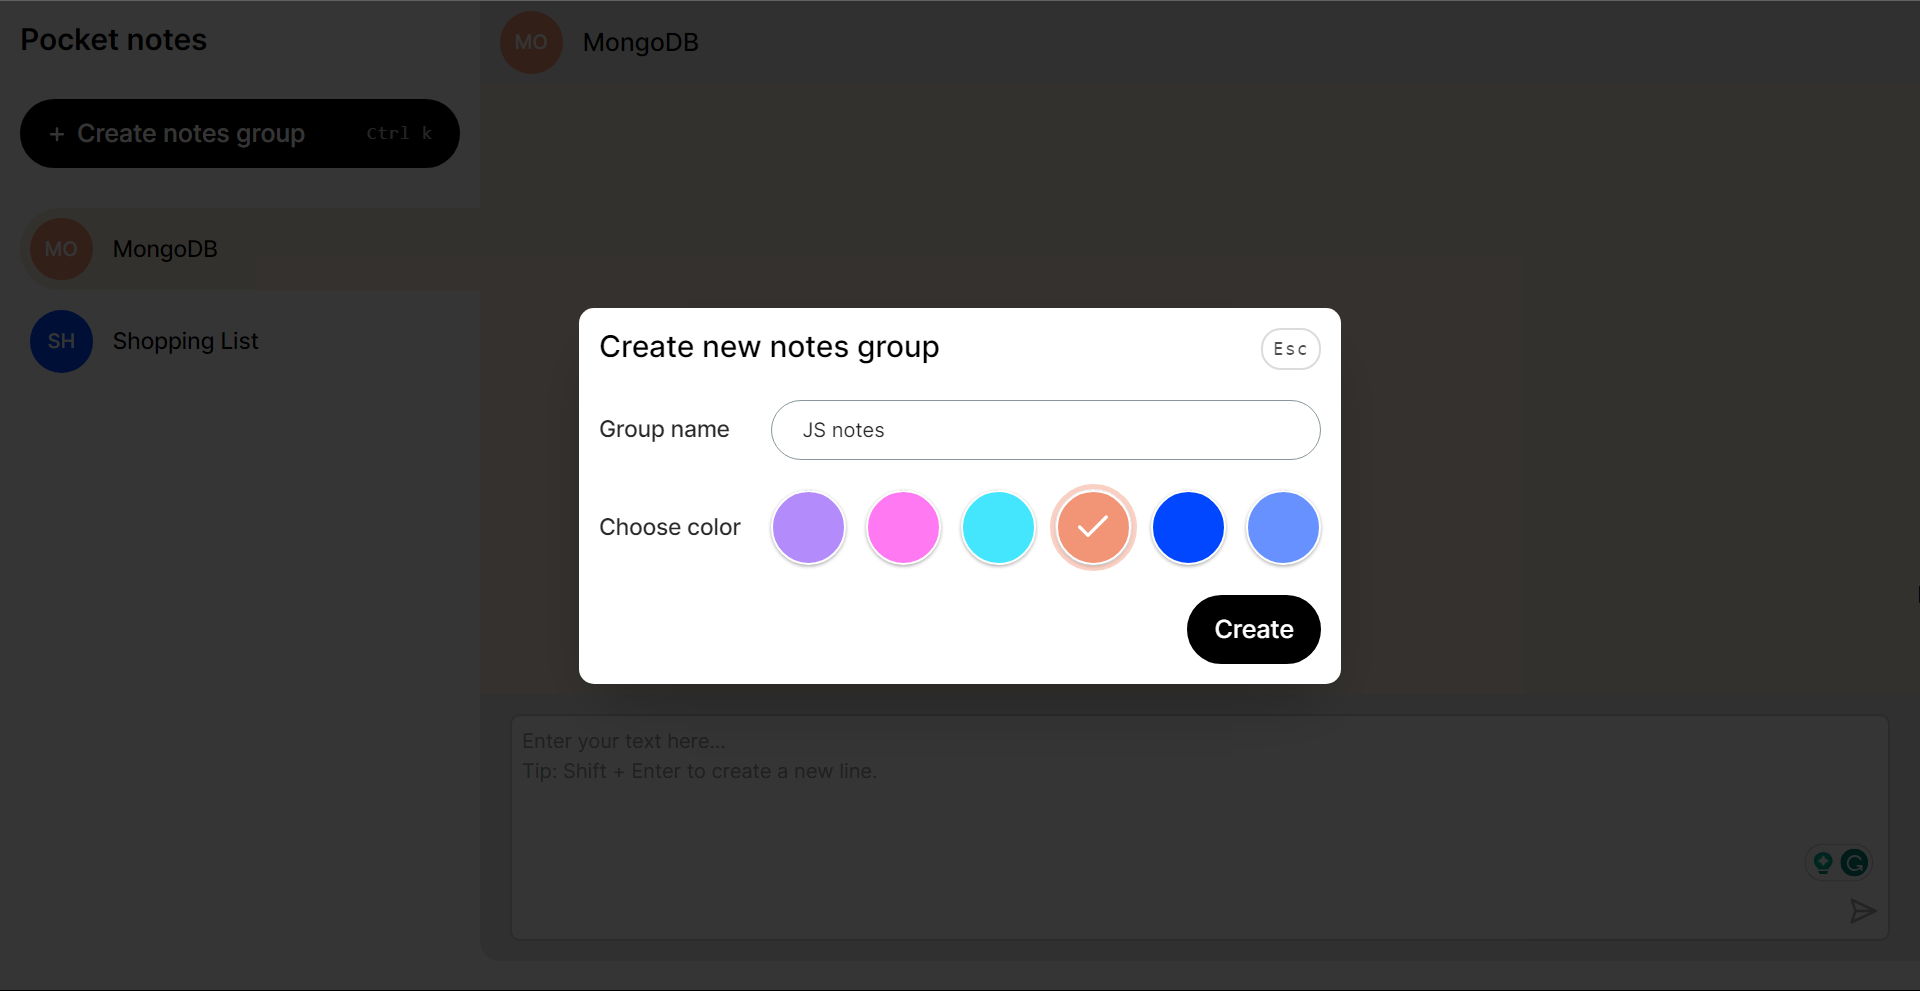 Pocket notes
+ Create notes group Ctrl k
MO MongoDB
SH Shopping List
MO MongoDB
Create new notes group Esc
Group name JS notes
Choose color
Create
Enter your text here...
Tip: Shift + Enter to create a new line.